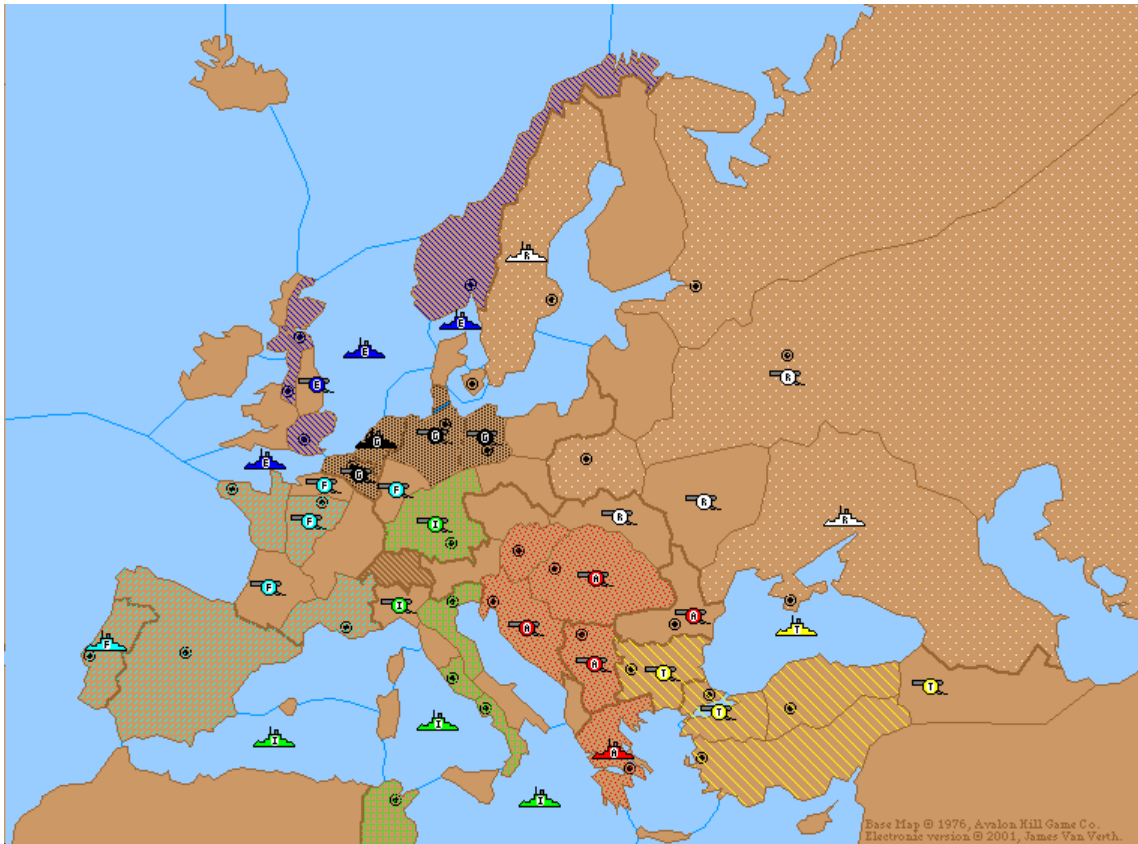 R
E
E
R
E
G
G
G
E
G
F
F
R
R
R
F
I
A
F
I
A
A
T
F
A
T
T
T
I
I
A
I
Base Map © 1976, Avalon Hill Game Co.
Electronic version © 2001, James Van Verth.